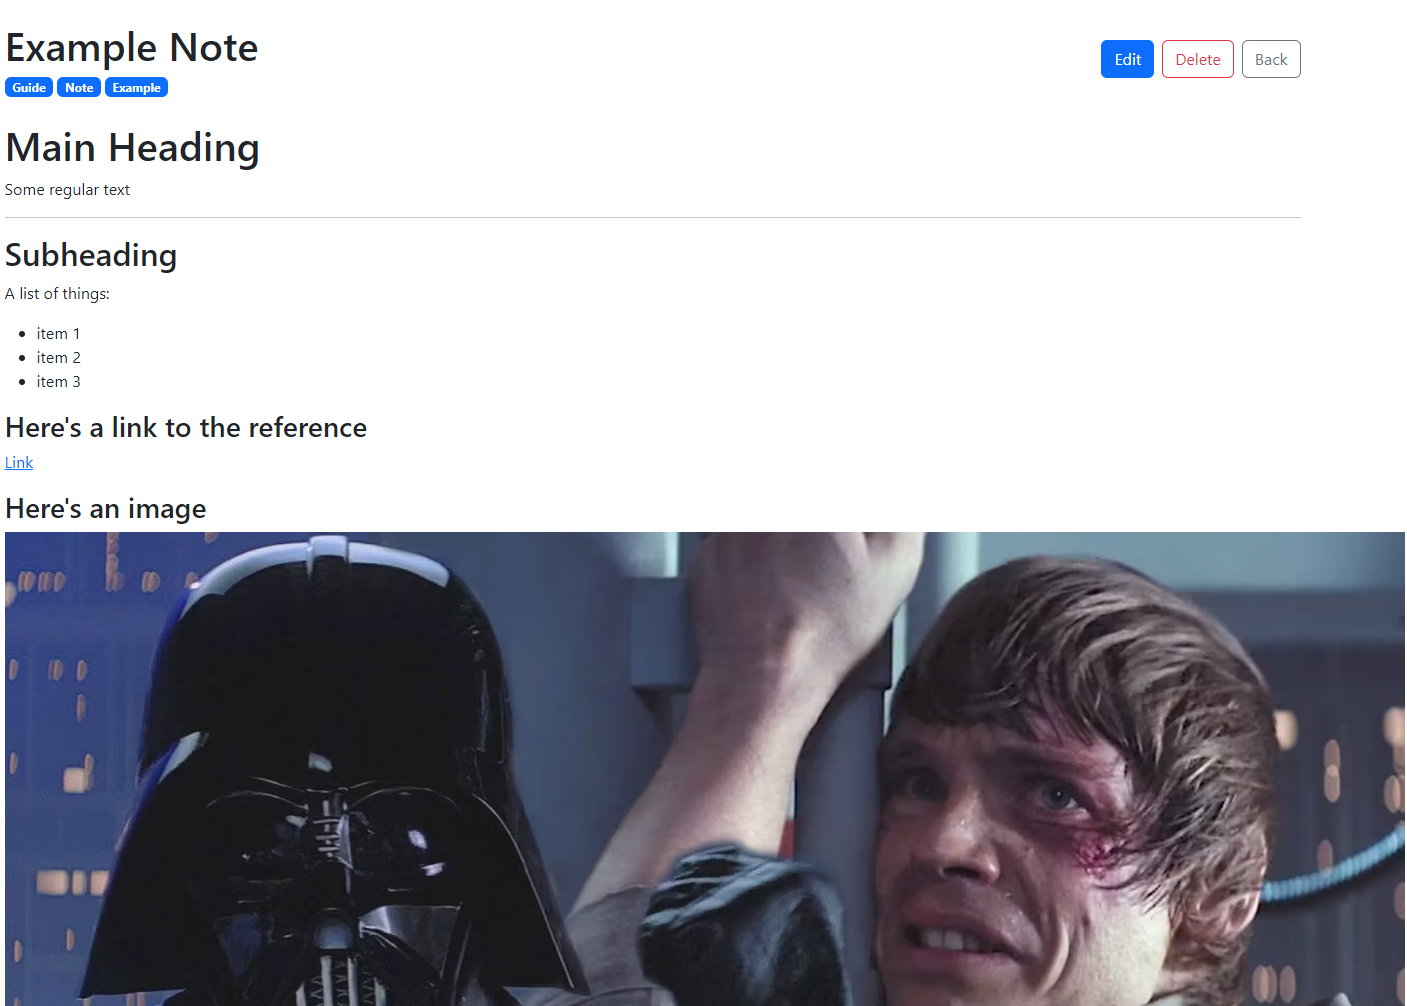 Example Note
Edit Delete Back
Guide Note Example
Main Heading
Some regular text
Subheading
A list of things:
item 1
item 2
item 3
Here's a link to the reference
Link
Here's an image